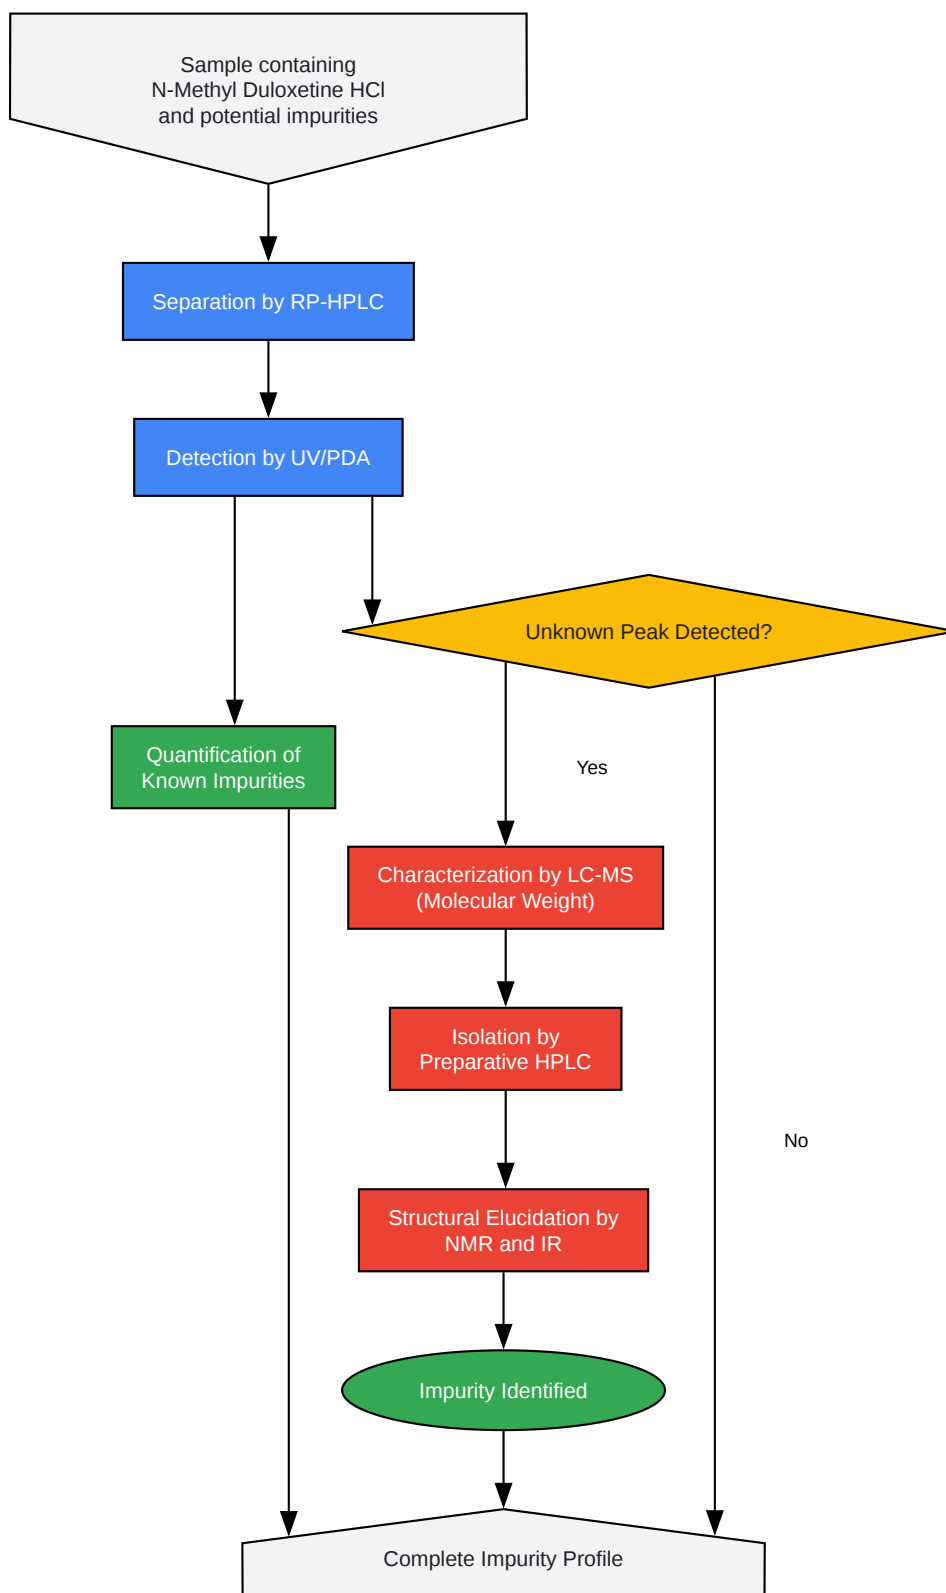 Sample containing
N-Methyl Duloxetine HCl
and potential impurities
Separation by RP-HPLC
Detection by UV/PDA
Unknown Peak Detected?
Quantification of
Known Impurities
Yes
Characterization by LC-MS
(Molecular Weight)
Isolation by
Preparative HPLC
No
Structural Elucidation by
NMR and IR
Impurity Identified
Complete Impurity Profile